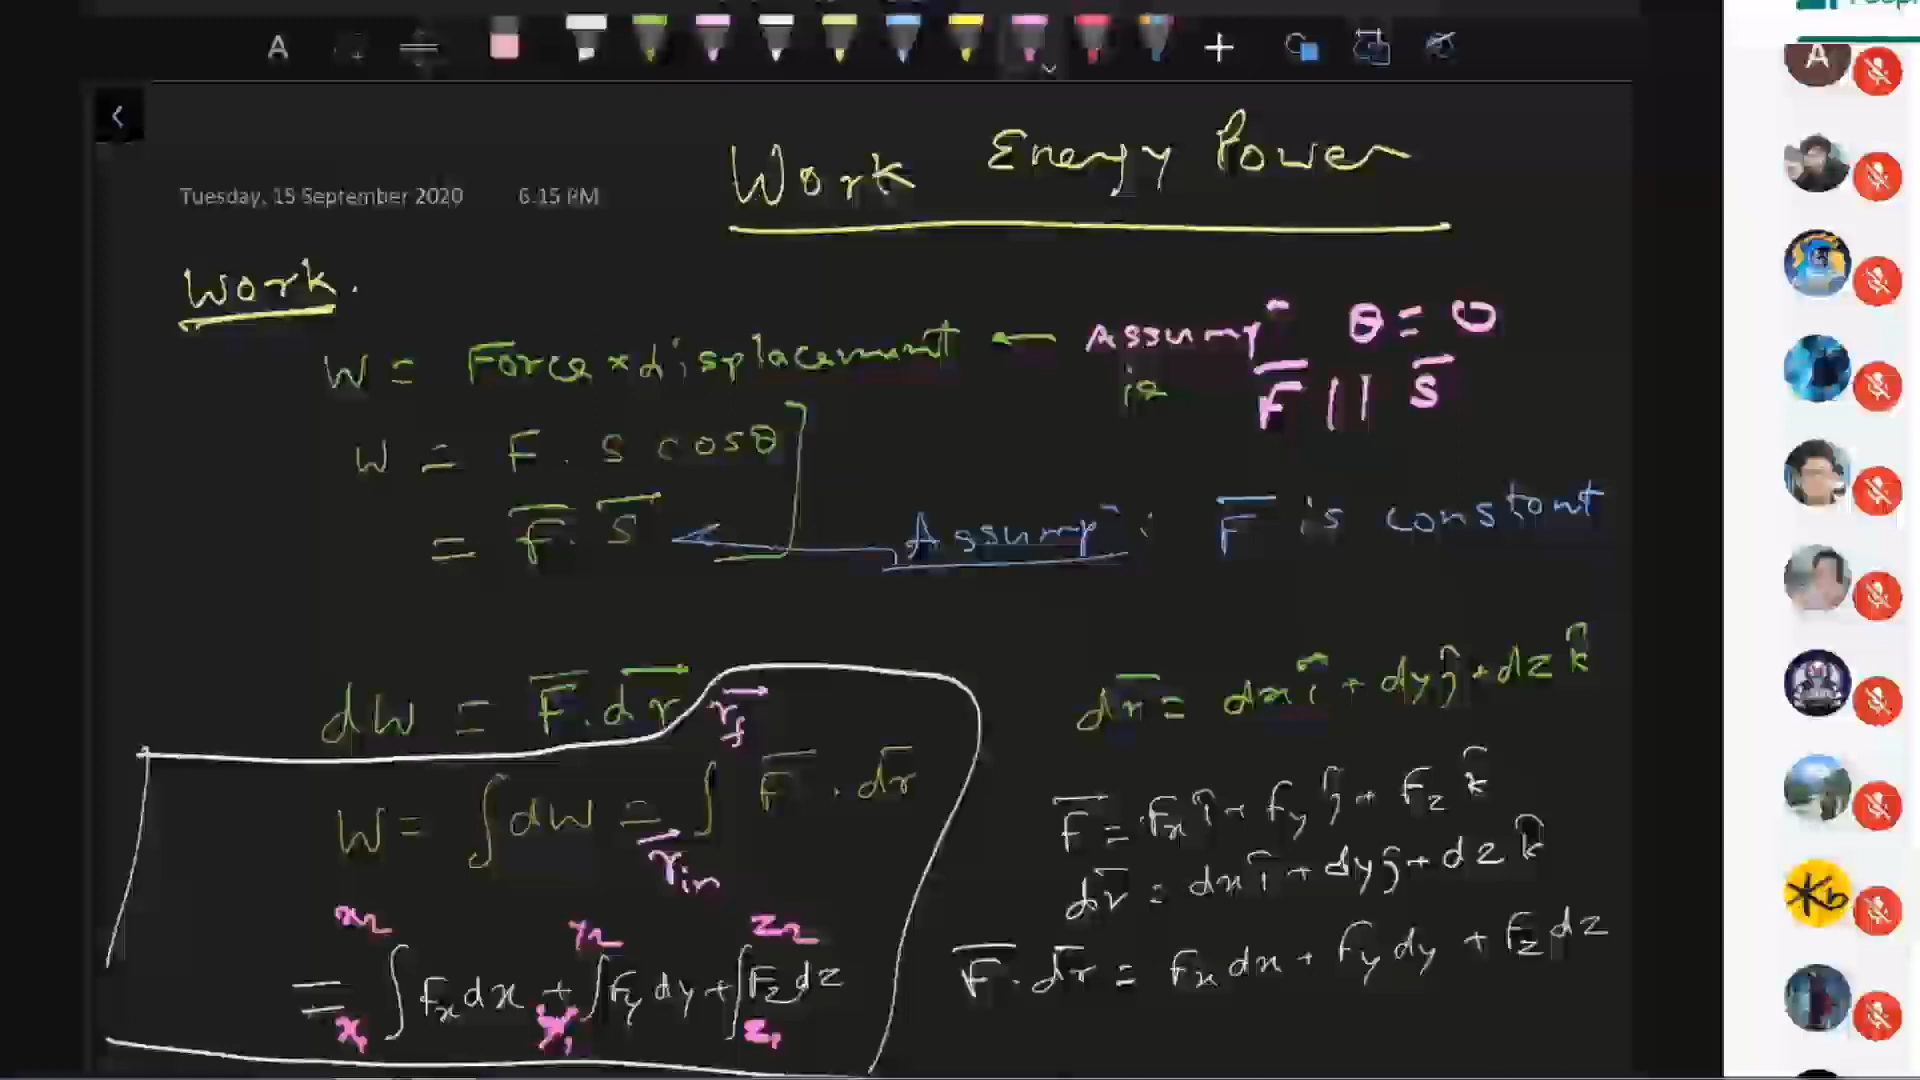 A
Work Energy Power
Tuesday, 15 September 2020 6:15 PM
Work.
W = Force × displacement ← Assump^n θ = 0
is F⃗ || S⃗
W = F . s cosθ
= F⃗ . S⃗ ← Assump^n : F⃗ is constant
dW = F⃗ . dr⃗
dr⃗ = dx î + dy ĵ + dz k̂
W = ∫dW = ∫_{r⃗in}^{r⃗f} F⃗ . dr⃗
F⃗ = Fx î + Fy ĵ + Fz k̂
dr⃗ = dx î + dy ĵ + dz k̂
F⃗ . dr⃗ = Fx dx + Fy dy + Fz dz
= ∫_{x₁}^{x₂} Fx dx + ∫_{y₁}^{y₂} Fy dy + ∫_{z₁}^{z₂} Fz dz
A
Kb